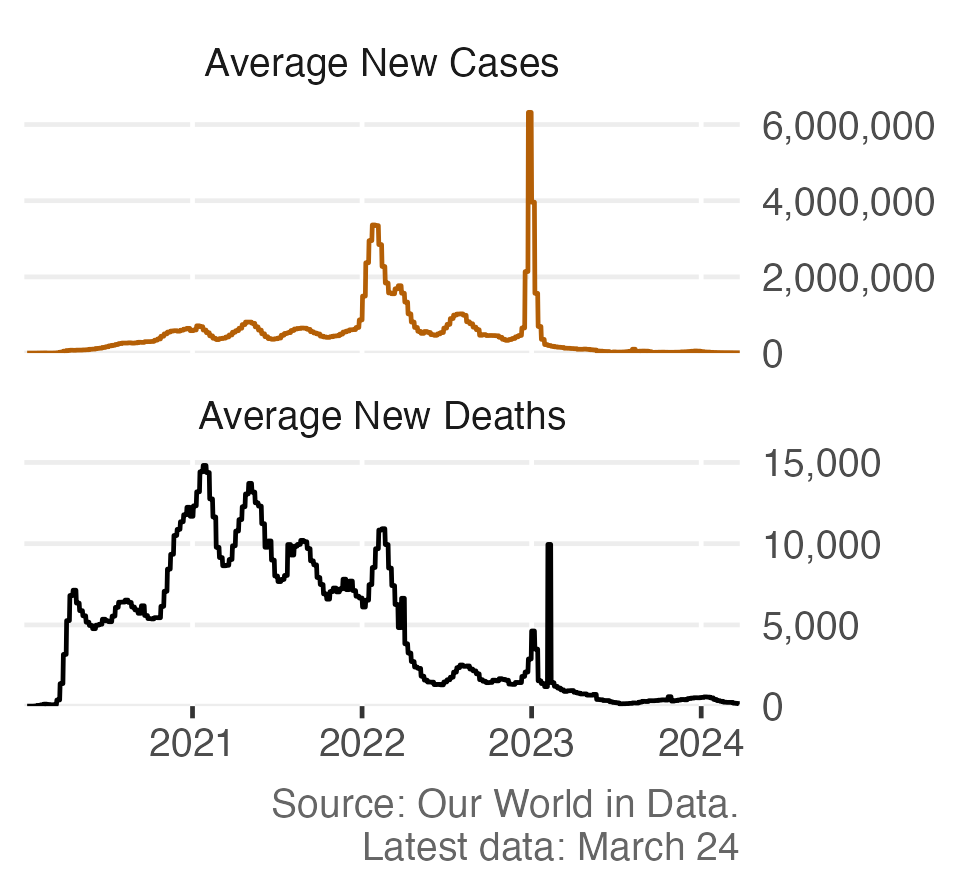 Average New Cases
6,000,000
4,000,000
2,000,000
0
Average New Deaths
15,000
10,000
5,000
0
2021 2022 2023 2024
Source: Our World in Data.
Latest data: March 24